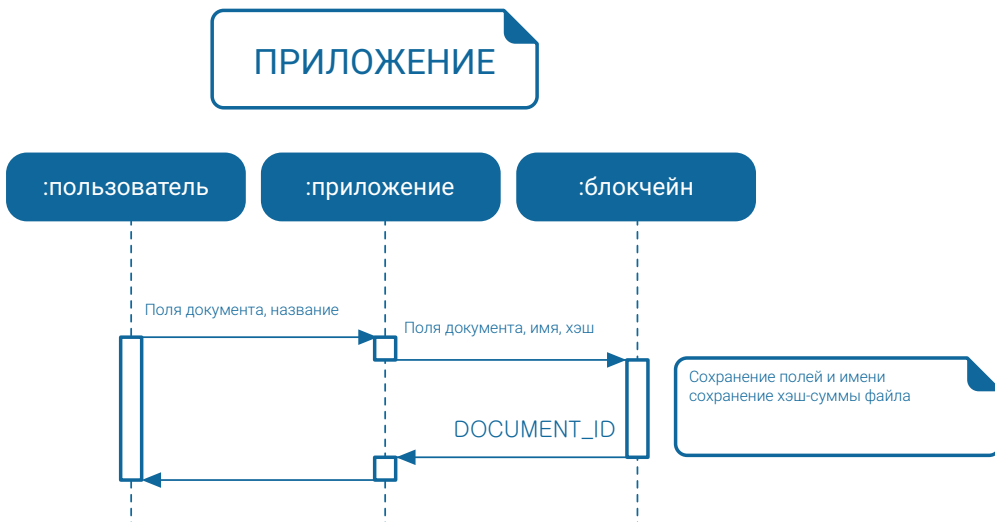 ПРИЛОЖЕНИЕ
:пользователь
:приложение
:блокчейн
Поля документа, название
Поля документа, имя, хэш
Сохранение полей и имени
сохранение хэш-суммы файла
DOCUMENT_ID